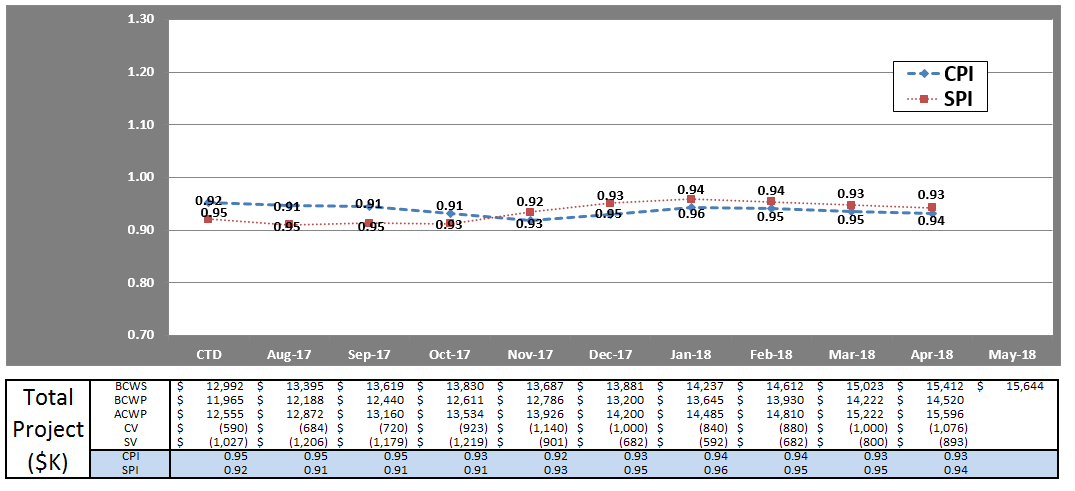 1.30
1.20
CPI
SPI
1.10
1.00
0.92 0.91 0.91 0.91 0.92 0.93 0.94 0.94 0.93 0.93
0.95 0.95 0.95 0.93 0.93 0.95 0.96 0.95 0.95 0.94
0.90
0.80
0.70
CTD Aug-17 Sep-17 Oct-17 Nov-17 Dec-17 Jan-18 Feb-18 Mar-18 Apr-18 May-18
Total
Project
($K)
BCWS $ 12,992 $ 13,395 $ 13,619 $ 13,830 $ 13,687 $ 13,881 $ 14,237 $ 14,612 $ 15,023 $ 15,412 $ 15,644
BCWP $ 11,965 $ 12,188 $ 12,440 $ 12,611 $ 12,786 $ 13,200 $ 13,645 $ 13,930 $ 14,222 $ 14,520
ACWP $ 12,555 $ 12,872 $ 13,160 $ 13,534 $ 13,926 $ 14,200 $ 14,485 $ 14,810 $ 15,222 $ 15,596
CV $ (590) $ (684) $ (720) $ (923) $ (1,140) $ (1,000) $ (840) $ (880) $ (1,000) $ (1,076)
SV $ (1,027) $ (1,206) $ (1,179) $ (1,219) $ (901) $ (682) $ (592) $ (682) $ (800) $ (893)
CPI 0.95 0.95 0.95 0.93 0.92 0.93 0.94 0.94 0.93 0.93
SPI 0.92 0.91 0.91 0.91 0.93 0.95 0.96 0.95 0.95 0.94